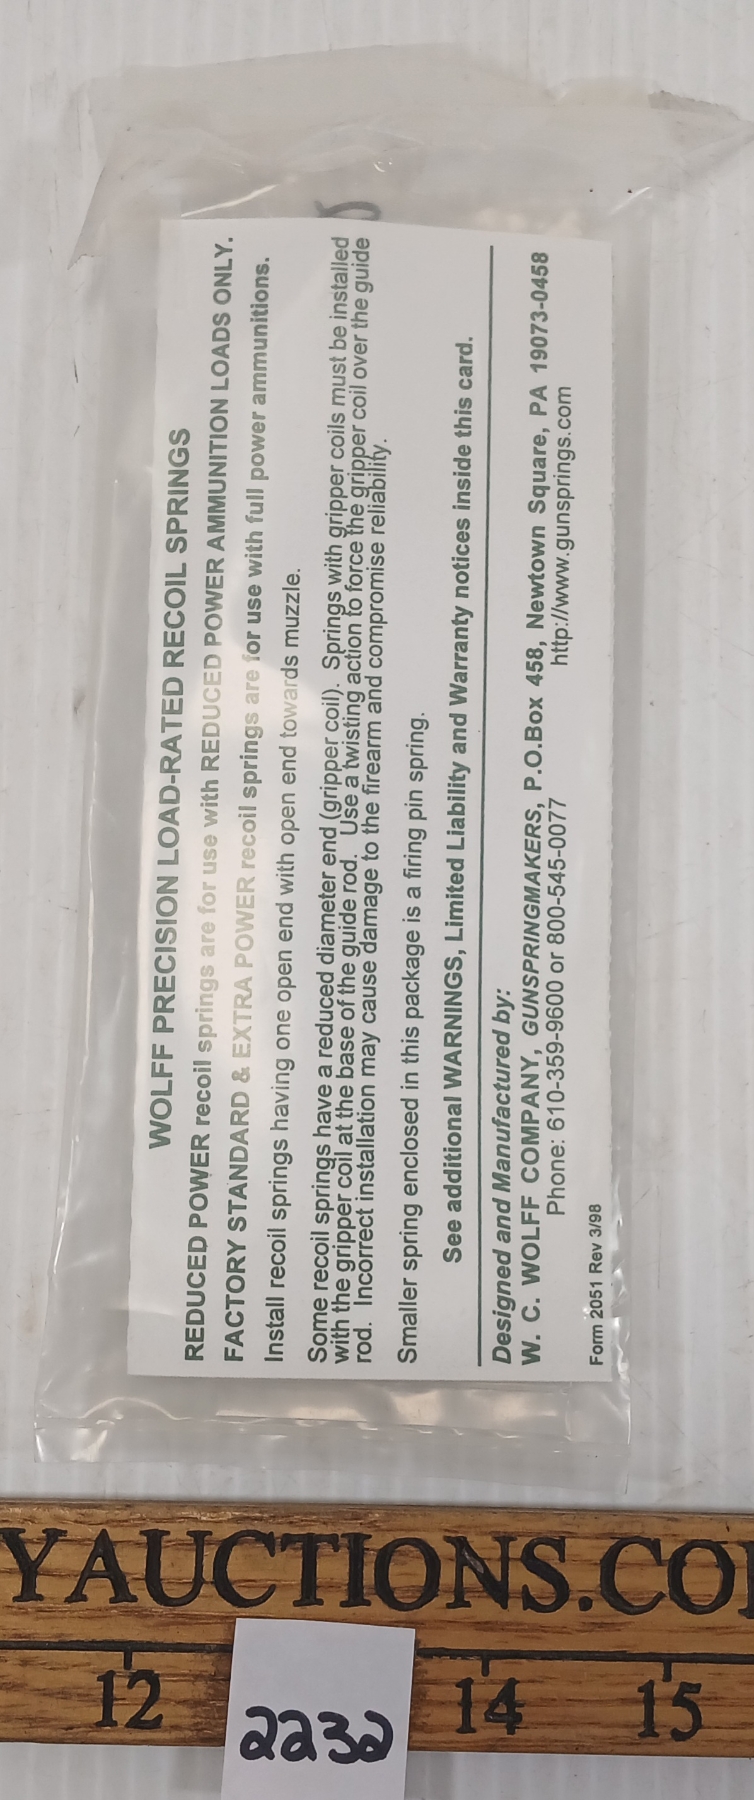 WOLFF PRECISION LOAD-RATED RECOIL SPRINGS
REDUCED POWER recoil springs are for use with REDUCED POWER AMMUNITION LOADS ONLY.
FACTORY STANDARD & EXTRA POWER recoil springs are for use with full power ammunitions.
Install recoil springs having one open end with open end towards muzzle.
Some recoil springs have a reduced diameter end (gripper coil). Springs with gripper coils must be installed
with the gripper coil at the base of the guide rod. Use a twisting action to force the gripper coil over the guide
rod. Incorrect installation may cause damage to the firearm and compromise reliability.
Smaller spring enclosed in this package is a firing pin spring.
See additional WARNINGS, Limited Liability and Warranty notices inside this card.
Designed and Manufactured by:
W. C. WOLFF COMPANY, GUNSPRINGMAKERS, P.O.Box 458, Newtown Square, PA 19073-0458
Phone: 610-359-9600 or 800-545-0077 http://www.gunsprings.com
Form 2051 Rev 3/98
YAUCTIONS.CO
12 14 15
2232